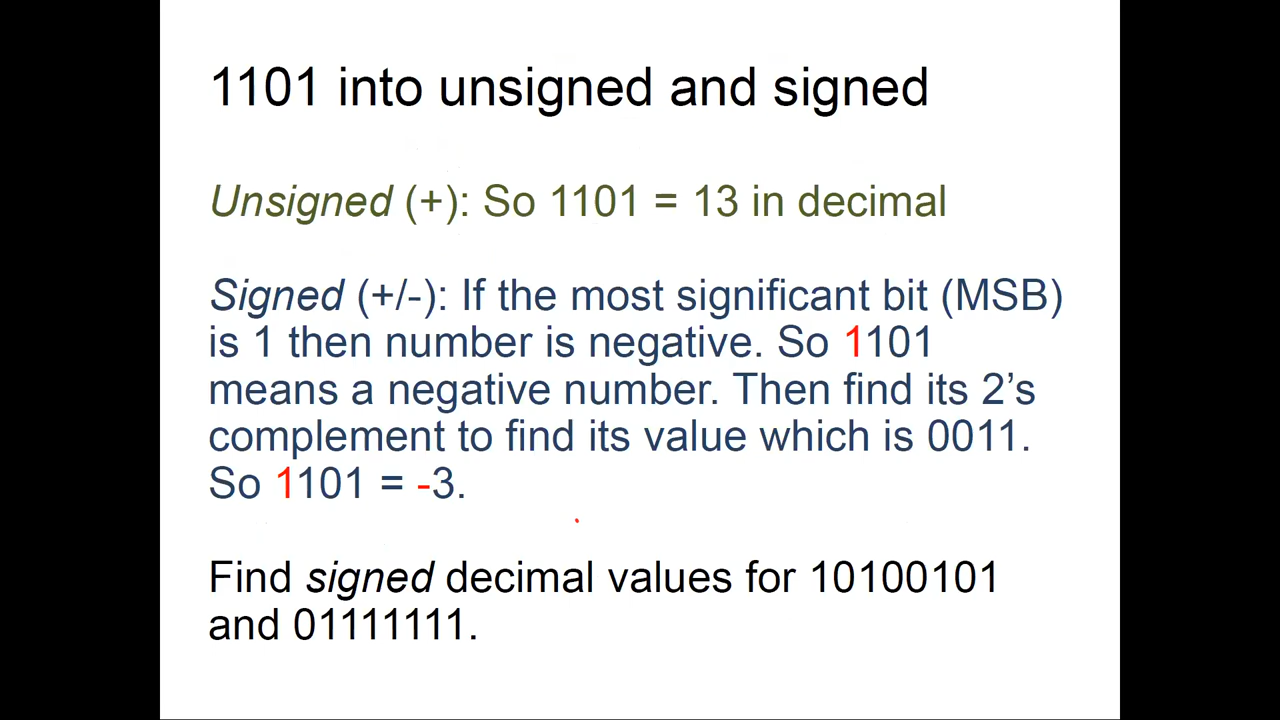 1101 into unsigned and signed
Unsigned (+): So 1101 = 13 in decimal
Signed (+/-): If the most significant bit (MSB)
is 1 then number is negative. So 1101
means a negative number. Then find its 2’s
complement to find its value which is 0011.
So 1101 = -3.
Find signed decimal values for 10100101
and 01111111.